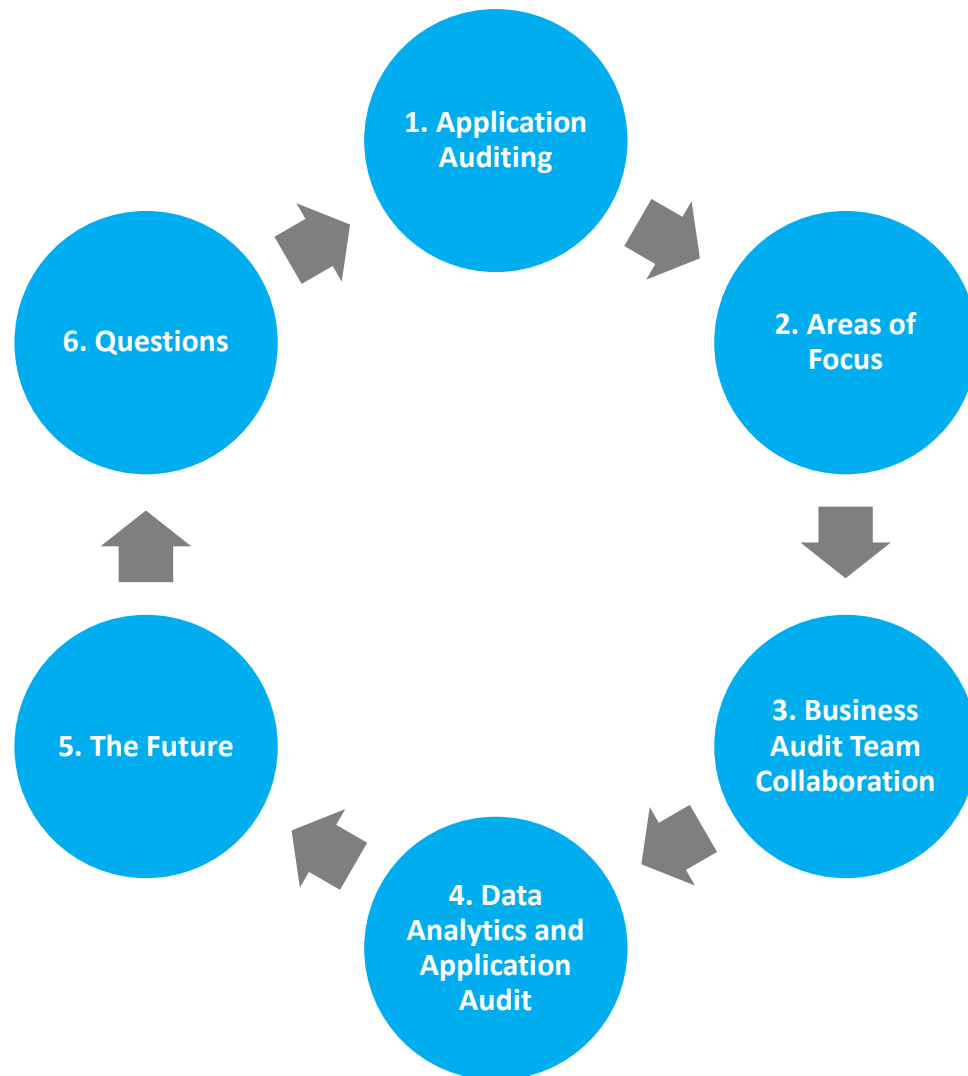 1. Application
Auditing
2. Areas of
Focus
3. Business
Audit Team
Collaboration
4. Data
Analytics and
Application
Audit
5. The Future
6. Questions